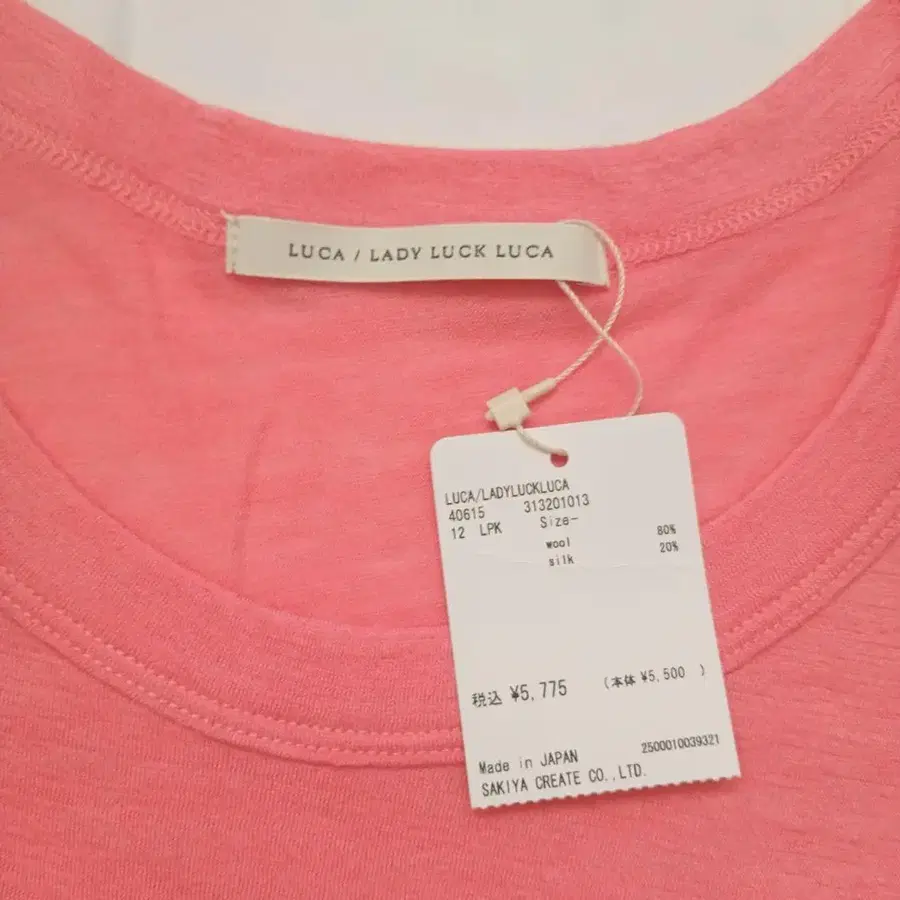 LUCA / LADY LUCK LUCA
LUCA/LADYLUCKLUCA
40615 313201013
12 LPK Size-
wool 80%
silk 20%
税込 ¥5,775 (本体 ¥5,500 )
2500010039321
Made in JAPAN
SAKIYA CREATE CO.,LTD.